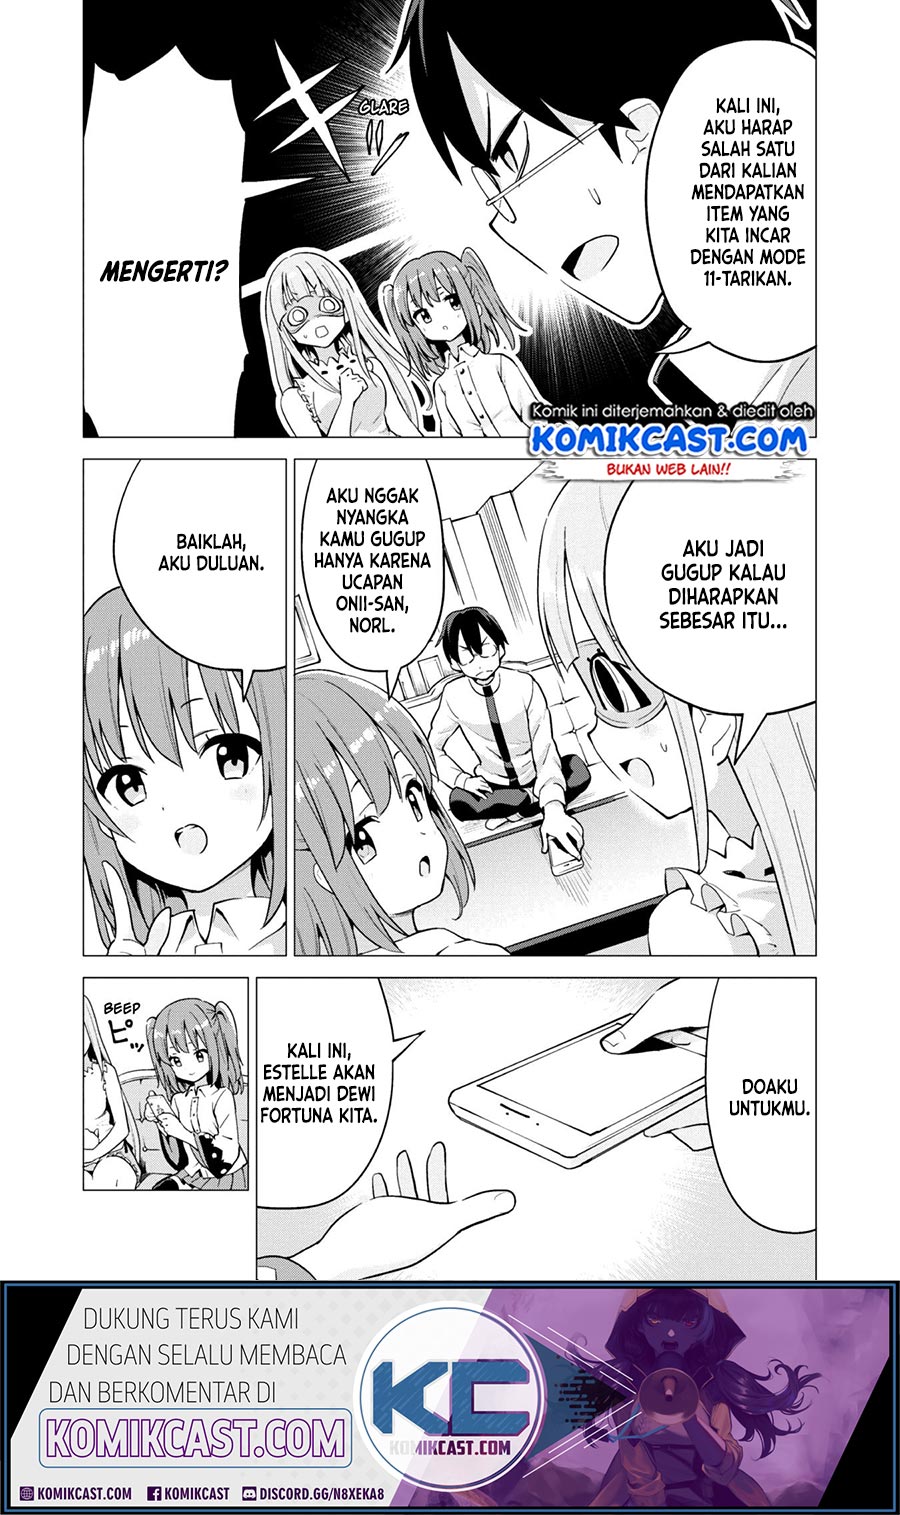 KALI INI,
AKU HARAP
SALAH SATU
DARI KALIAN
MENDAPATKAN
ITEM YANG
KITA INCAR
DENGAN MODE
11-TARIKAN.
GLARE
MENGERTI?
Komik ini diterjemahkan & diedit oleh
KOMIKCAST.COM
BUKAN WEB LAIN!!
AKU JADI
GUGUP KALAU
DIHARAPKAN
SEBESAR ITU...
AKU NGGAK
NYANGKA
KAMU GUGUP
HANYA KARENA
UCAPAN
ONII-SAN,
NORL.
BAIKLAH,
AKU DULUAN.
DOAKU
UNTUKMU.
KALI INI,
ESTELLE AKAN
MENJADI DEWI
FORTUNA KITA.
BEEP
ピッ
DUKUNG TERUS KAMI
DENGAN SELALU MEMBACA
DAN BERKOMENTAR DI
KOMIKCAST.COM
KOMIKCAST.COM
KOMIKCAST
DISCORD.GG/N8XEKA8
KC
KOMIKCAST.COM